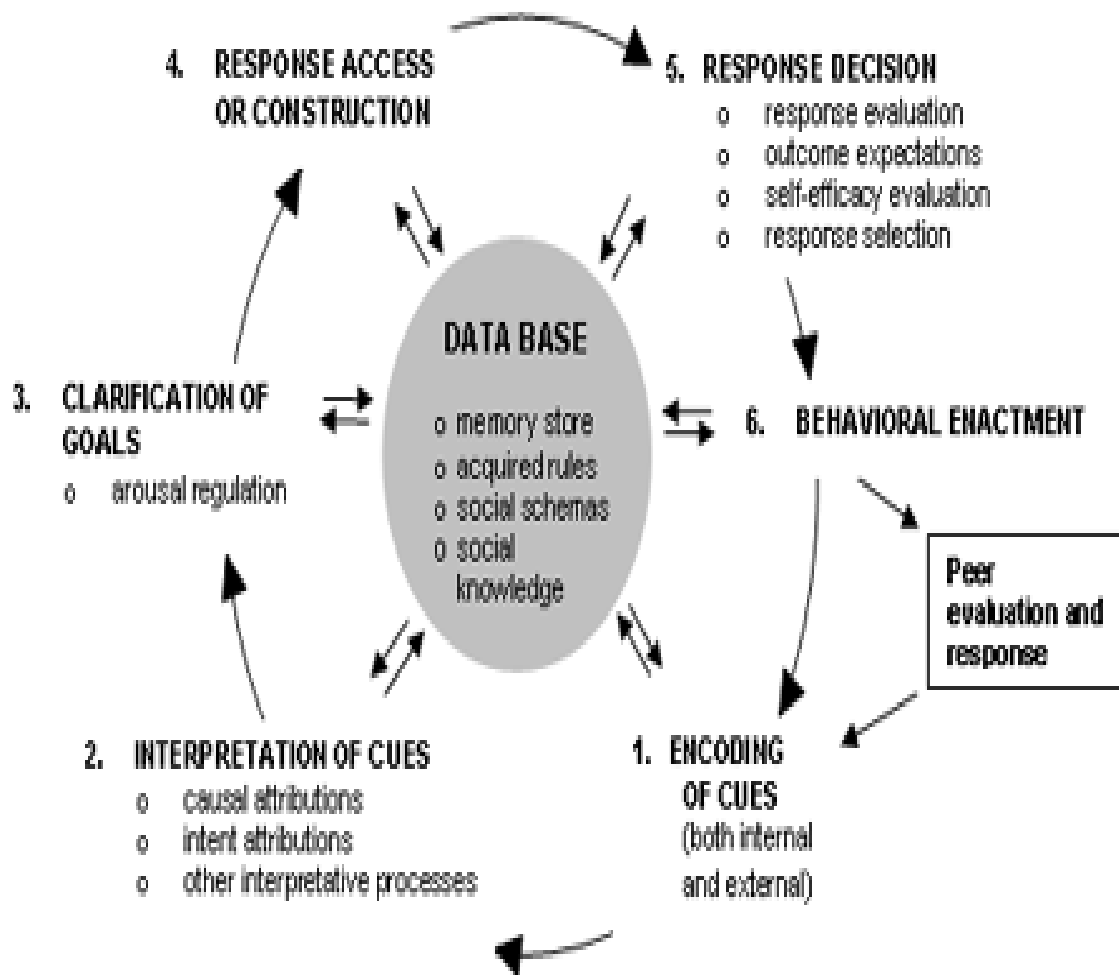 4. RESPONSE ACCESS
OR CONSTRUCTION
5. RESPONSE DECISION
o response evaluation
o outcome expectations
o self-efficacy evaluation
o response selection
DATA BASE
o memory store
o acquired rules
o social schemas
o social
knowledge
3. CLARIFICATION OF
GOALS
o arousal regulation
6. BEHAVIORAL ENACTMENT
Peer
evaluation and
response
2. INTERPRETATION OF CUES
o causal attributions
o intent attributions
o other interpretative processes
1. ENCODING
OF CUES
(both internal
and external)